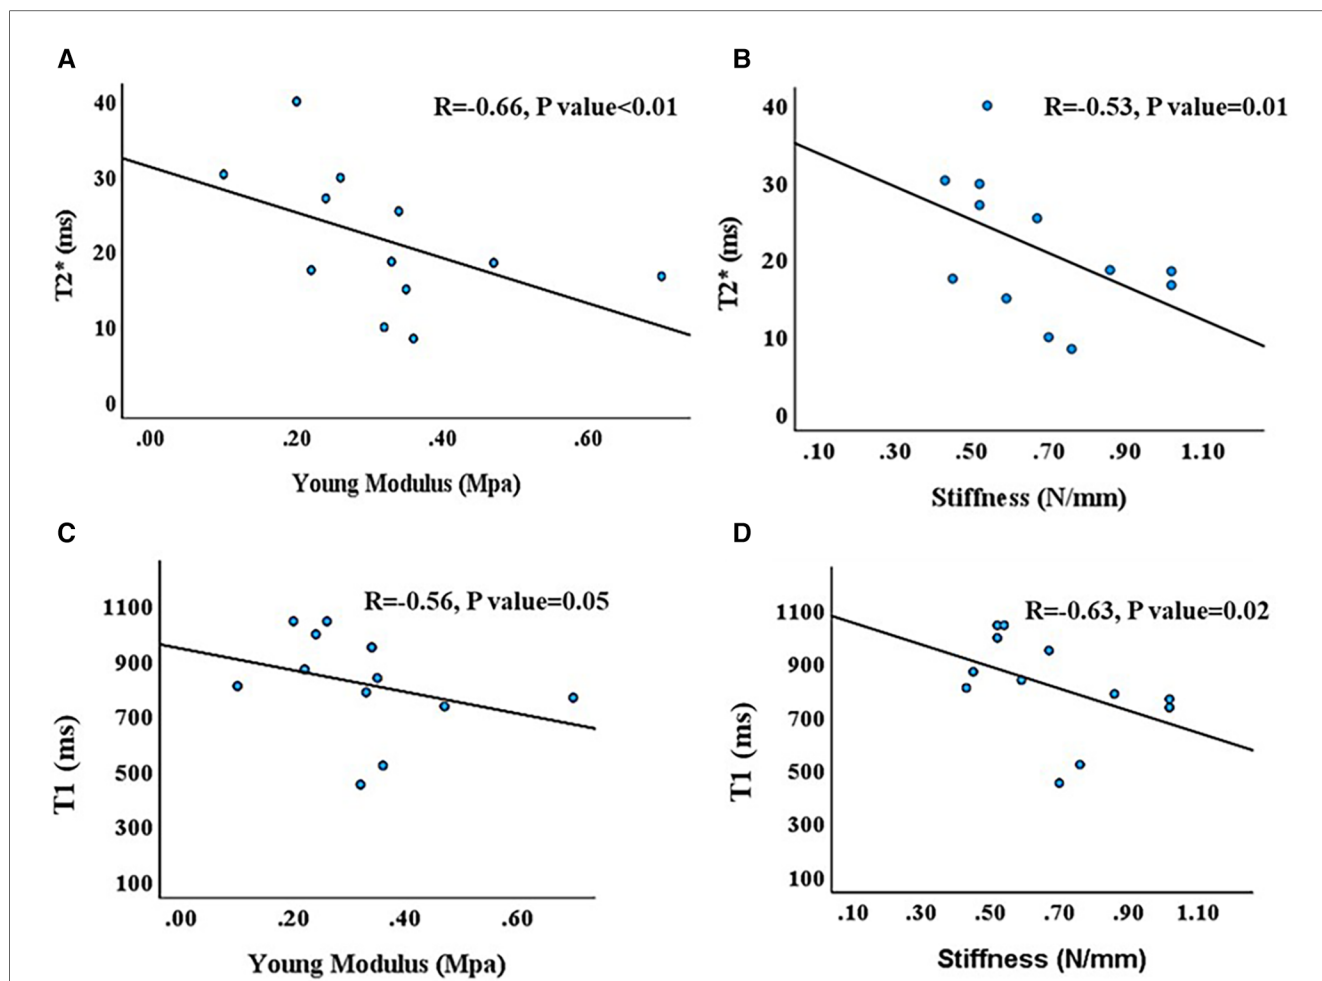 A
R=-0.66, P value<0.01
40
30
20
10
0
T2* (ms)
.00 .20 .40 .60
Young Modulus (Mpa)
B
R=-0.53, P value=0.01
40
30
20
10
0
T2* (ms)
.10 .30 .50 .70 .90 1.10
Stiffness (N/mm)
C
R=-0.56, P value=0.05
1100
900
700
500
300
100
T1 (ms)
.00 .20 .40 .60
Young Modulus (Mpa)
D
R=-0.63, P value=0.02
1100
900
700
500
300
100
T1 (ms)
.10 .30 .50 .70 .90 1.10
Stiffness (N/mm)